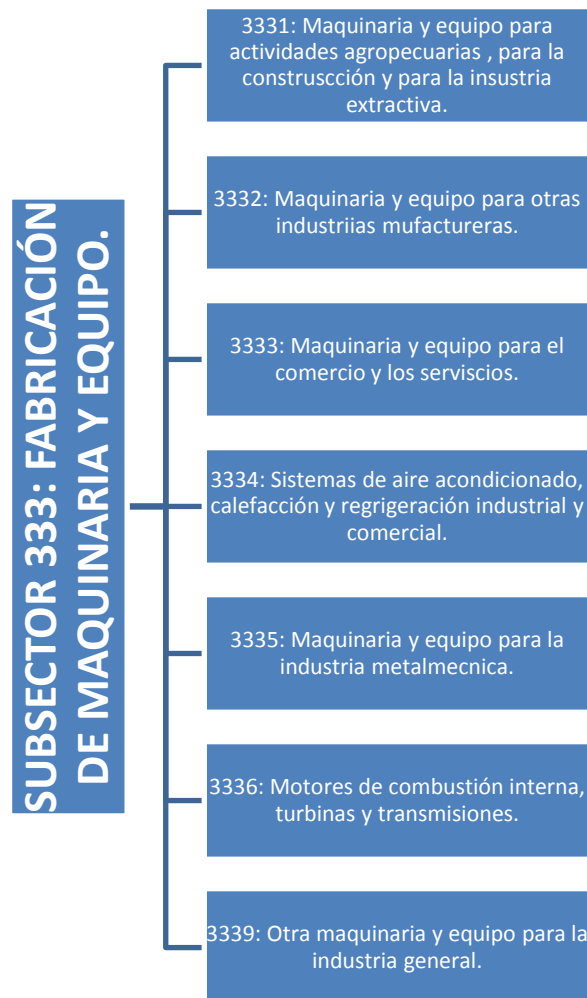 SUBSECTOR 333: FABRICACIÓN
DE MAQUINARIA Y EQUIPO.
3331: Maquinaria y equipo para
actividades agropecuarias , para la
construscción y para la insustria
extractiva.
3332: Maquinaria y equipo para otras
industriias mufactureras.
3333: Maquinaria y equipo para el
comercio y los serviscios.
3334: Sistemas de aire acondicionado,
calefacción y regrigeración industrial y
comercial.
3335: Maquinaria y equipo para la
industria metalmecnica.
3336: Motores de combustión interna,
turbinas y transmisiones.
3339: Otra maquinaria y equipo para la
industria general.